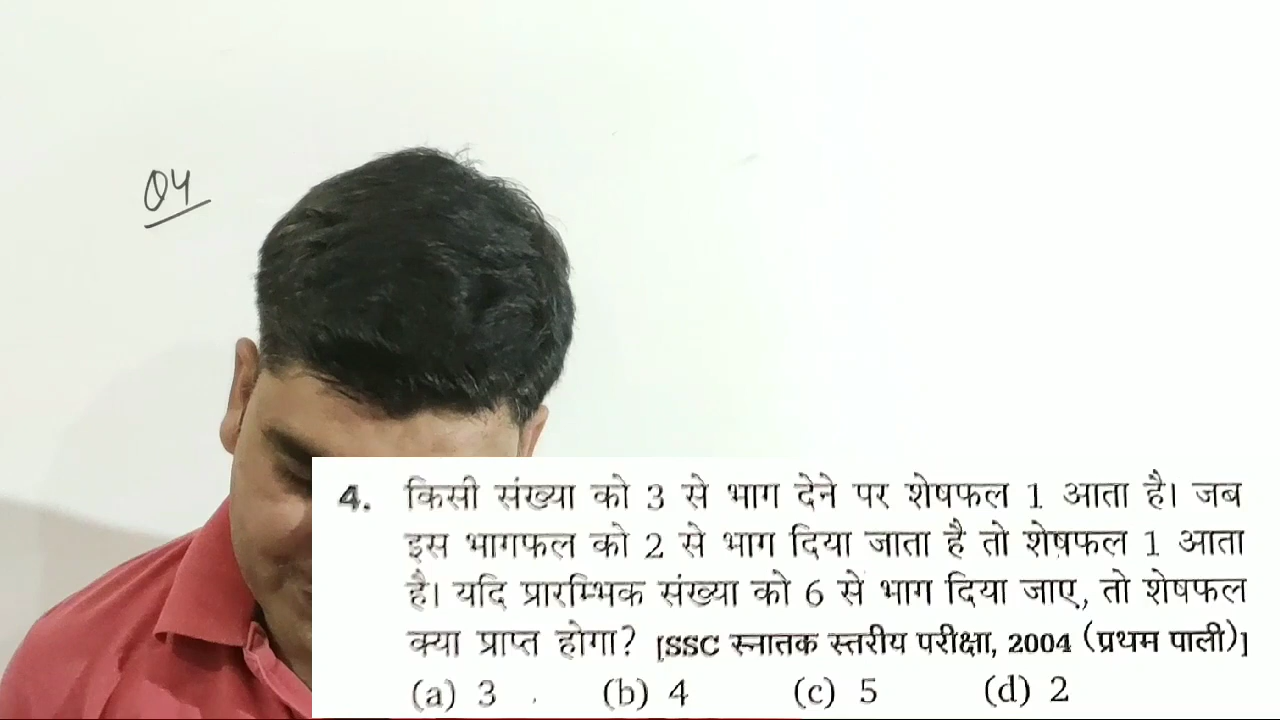 Q4
4. किसी संख्या को 3 से भाग देने पर शेषफल 1 आता है। जब
इस भागफल को 2 से भाग दिया जाता है तो शेषफल 1 आता
है। यदि प्रारम्भिक संख्या को 6 से भाग दिया जाए, तो शेषफल
क्या प्राप्त होगा? [SSC स्नातक स्तरीय परीक्षा, 2004 (प्रथम पाली)]
(a) 3 (b) 4 (c) 5 (d) 2